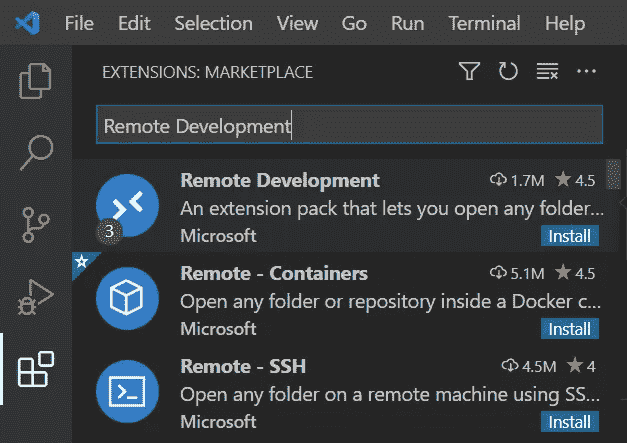 File Edit Selection View Go Run Terminal Help
EXTENSIONS: MARKETPLACE
Remote Development
Remote Development 1.7M 4.5
An extension pack that lets you open any folder...
3
Microsoft Install
Remote - Containers 5.1M 4.5
Open any folder or repository inside a Docker c...
Microsoft Install
Remote - SSH 4.5M 4
Open any folder on a remote machine using SS...
Microsoft Install